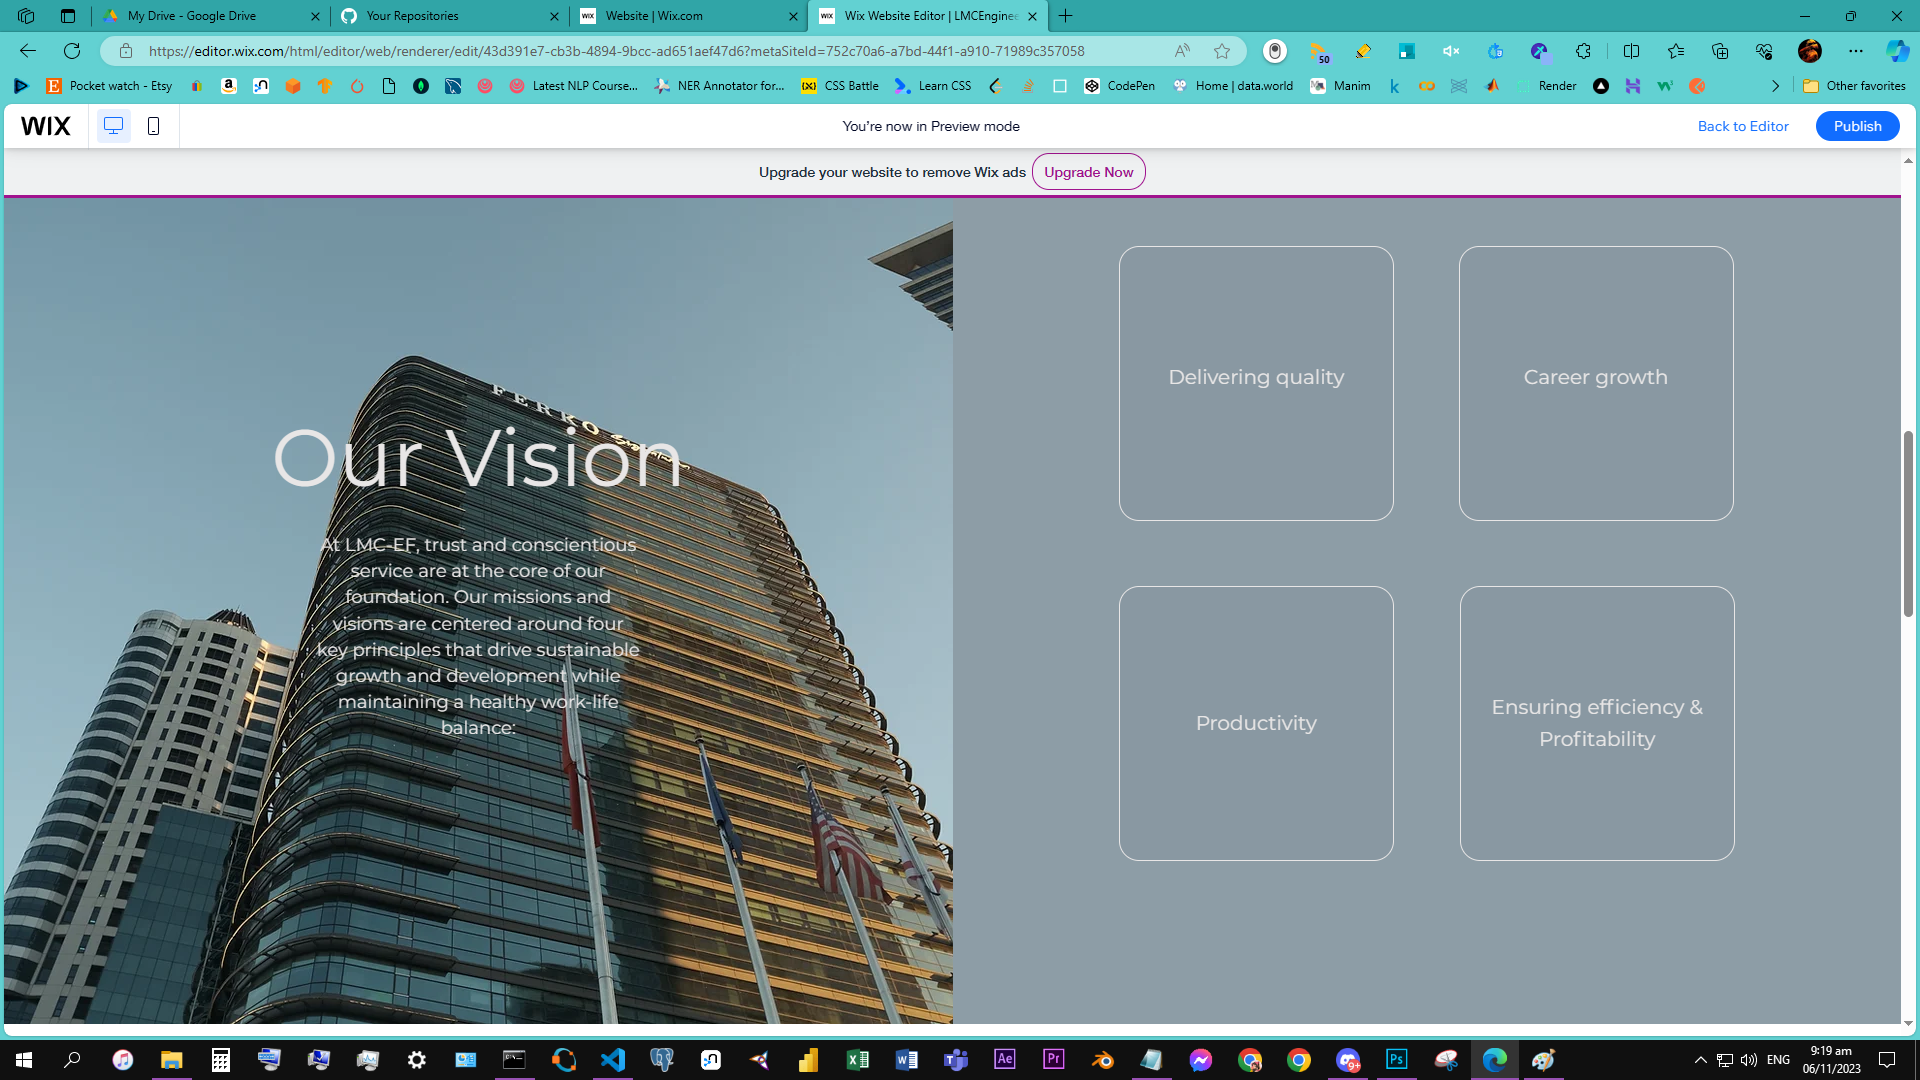 My Drive - Google Drive
Your Repositories
Website | Wix.com
Wix Website Editor | LMCEnginee
https://editor.wix.com/html/editor/web/renderer/edit/43d391e7-cb3b-4894-9bcc-ad651aef47d6?metaSiteId=752c70a6-a7bd-44f1-a910-71989c357058
50
Pocket watch - Etsy
Latest NLP Course...
NER Annotator for...
CSS Battle
Learn CSS
CodePen
Home | data.world
Manim
Render
Other favorites
WIX
You're now in Preview mode
Back to Editor
Publish
Upgrade your website to remove Wix ads
Upgrade Now
FERRO
Our Vision
At LMC-EF, trust and conscientious
service are at the core of our
foundation. Our missions and
visions are centered around four
key principles that drive sustainable
growth and development while
maintaining a healthy work-life
balance:
Delivering quality
Career growth
Productivity
Ensuring efficiency &
Profitability
ENG
9:19 am
06/11/2023